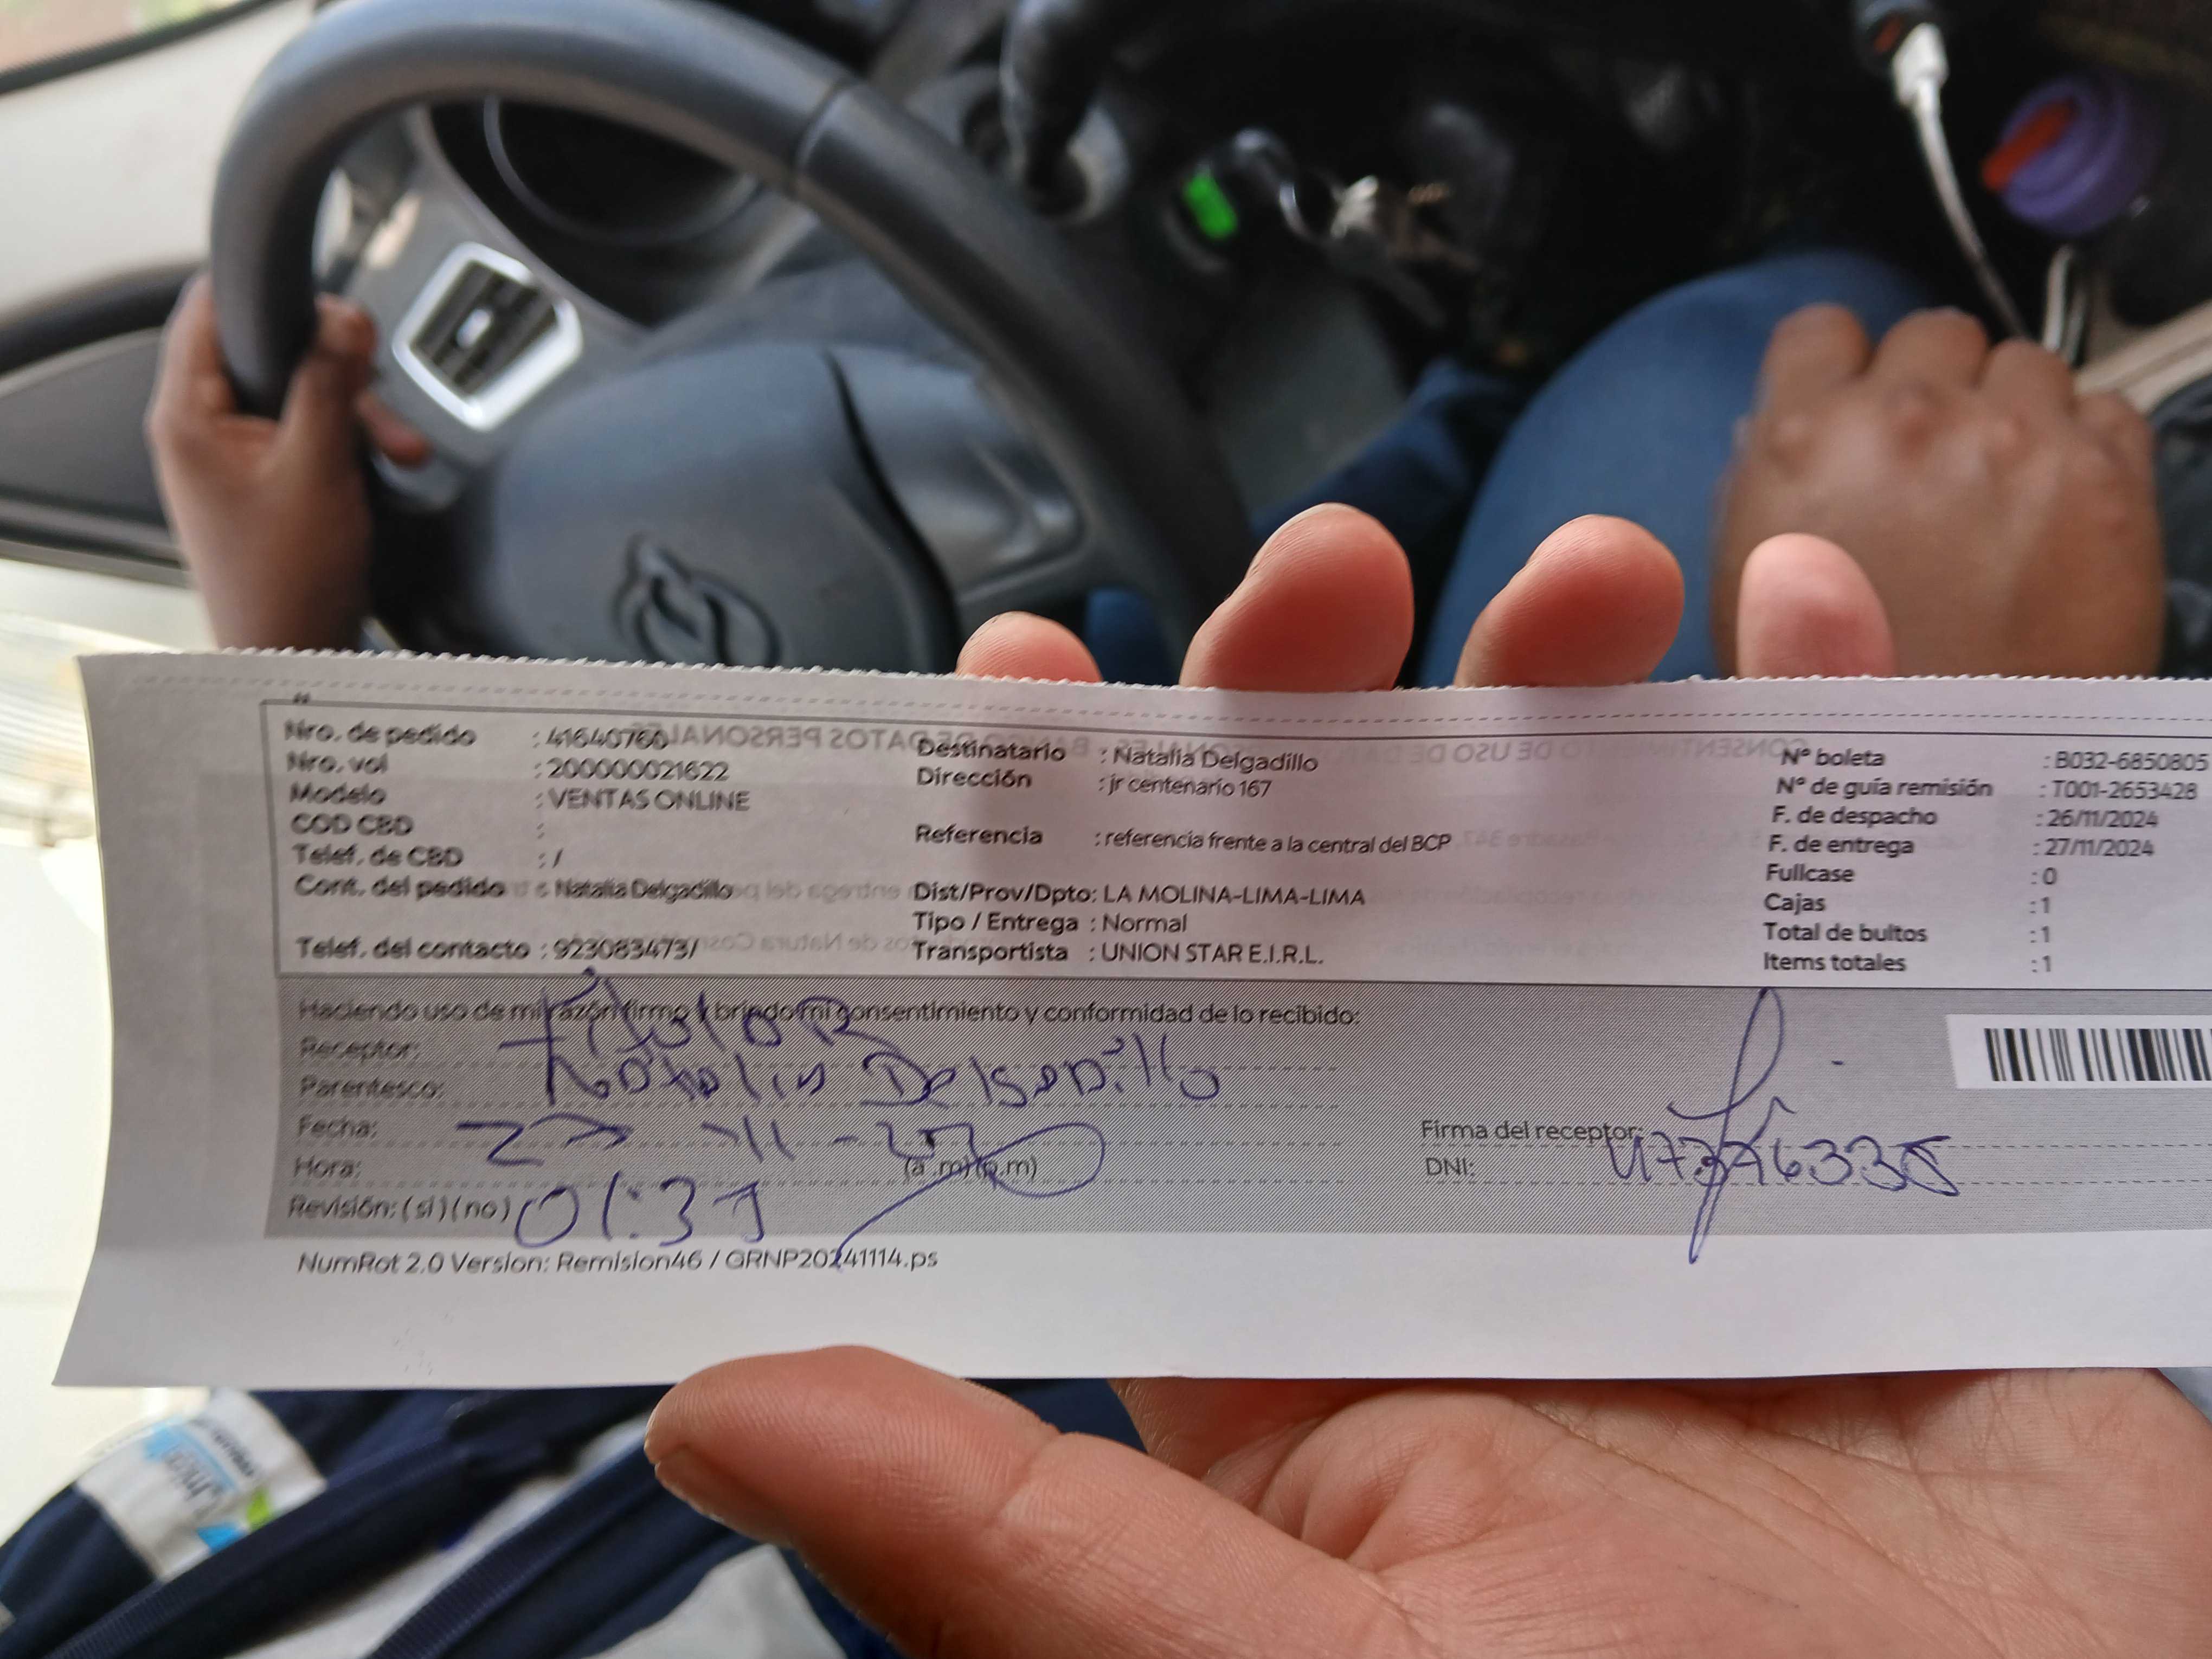 Nro. de pedido : 41640760
Nro. vol : 200000021622
Modelo : VENTAS ONLINE
COD CBD :
Telef. de CBD : /
Cont. del pedido : Natalia Delgadillo
Telef. del contacto : 923083473/
Destinatario : Natalia Delgadillo
Dirección : jr centenario 167
Referencia : referencia frente a la central del BCP
Dist/Prov/Dpto: LA MOLINA-LIMA-LIMA
Tipo / Entrega : Normal
Transportista : UNION STAR E.I.R.L.
N° boleta : B032-6850805
N° de guía remisión : T001-2653428
F. de despacho : 26/11/2024
F. de entrega : 27/11/2024
Fullcase : 0
Cajas : 1
Total de bultos : 1
Items totales : 1
Haciendo uso de mi razón firmo y brindo mi consentimiento y conformidad de lo recibido:
Receptor: Titular
Parentesco: Natalia Delgadillo
Fecha: 27-11-
Hora: (a .m) (p.m)
Revisión: (si) (no) 01:37
Firma del receptor:
DNI:
NumRot 2.0 Version: Remision46 / GRNP20241114.ps